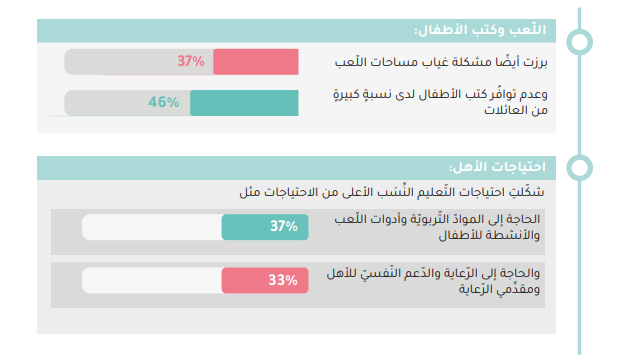 اللّعب وكتب الأطفال:
برزت أيضًا مشكلة غياب مساحات اللّعب
37%
وعدم توافُر كتب الأطفال لدى نسبةٍ كبيرةٍ
من العائلات
46%
احتياجات الأهل:
شكّلتِ احتياجات التّعليم النِّسَب الأعلى من الاحتياجات مثل
الحاجة إلى الموادّ التّربويّة وأدوات اللّعب
والأنشطة للأطفال
37%
والحاجة إلى الرّعاية والدّعم النّفسيّ للأهل
ومقدِّمي الرّعاية
33%